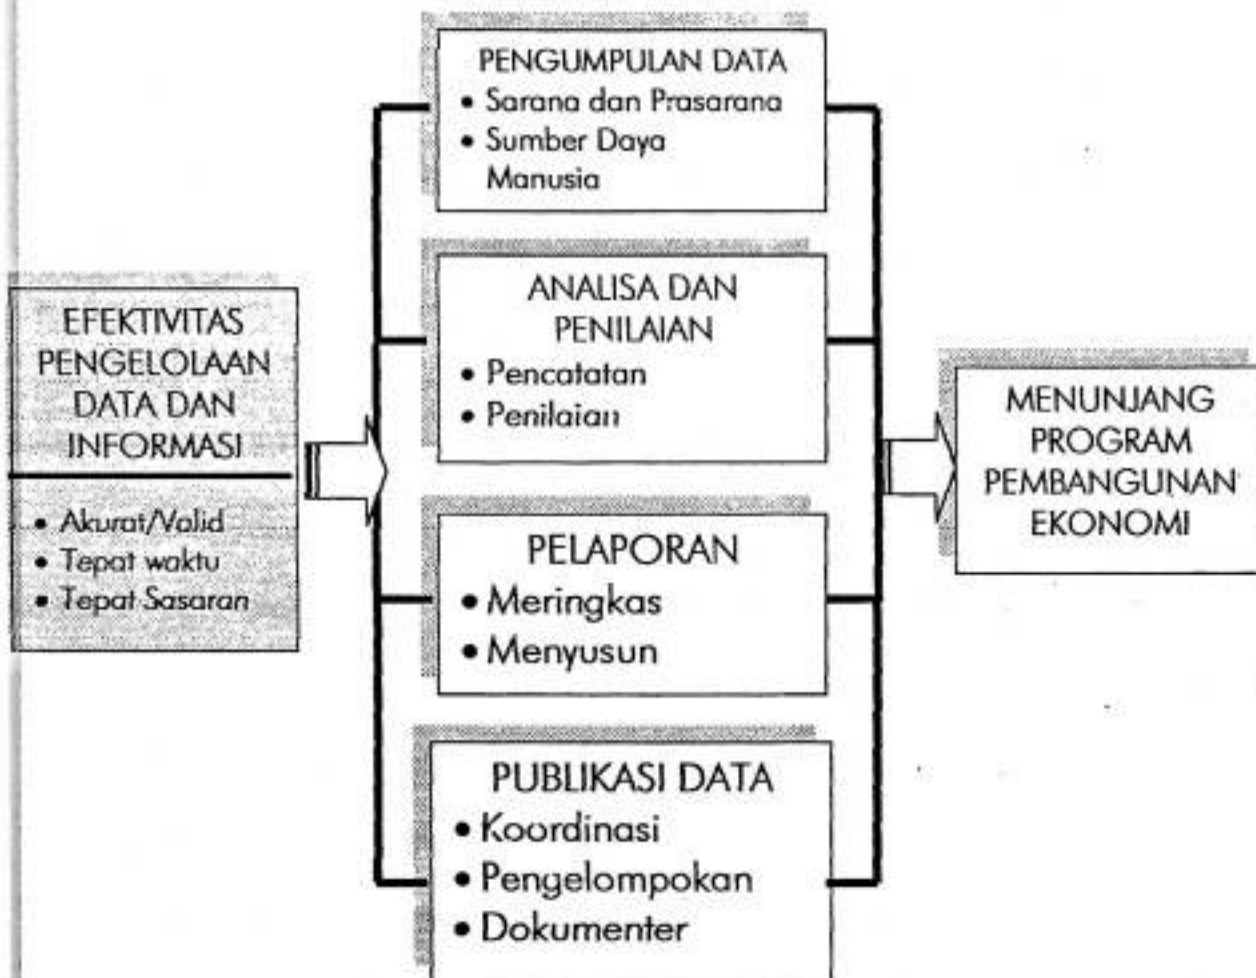 EFEKTIVITAS
PENGELOLAAN
DATA DAN
INFORMASI
• Akurat/Valid
• Tepat waktu
• Tepat Sasaran
PENGUMPULAN DATA
• Sarana dan Prasarana
• Sumber Daya
Manusia
ANALISA DAN
PENILAIAN
• Pencatatan
• Penilaian
PELAPORAN
• Meringkas
• Menyusun
PUBLIKASI DATA
• Koordinasi
• Pengelompokan
• Dokumenter
MENUNJANG
PROGRAM
PEMBANGUNAN
EKONOMI